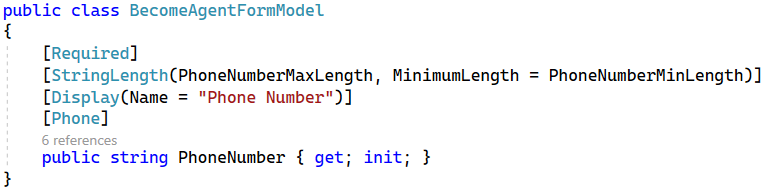 public class BecomeAgentFormModel
{
[Required]
[StringLength(PhoneNumberMaxLength, MinimumLength = PhoneNumberMinLength)]
[Display(Name = "Phone Number")]
[Phone]
6 references
public string PhoneNumber { get; init; }
}